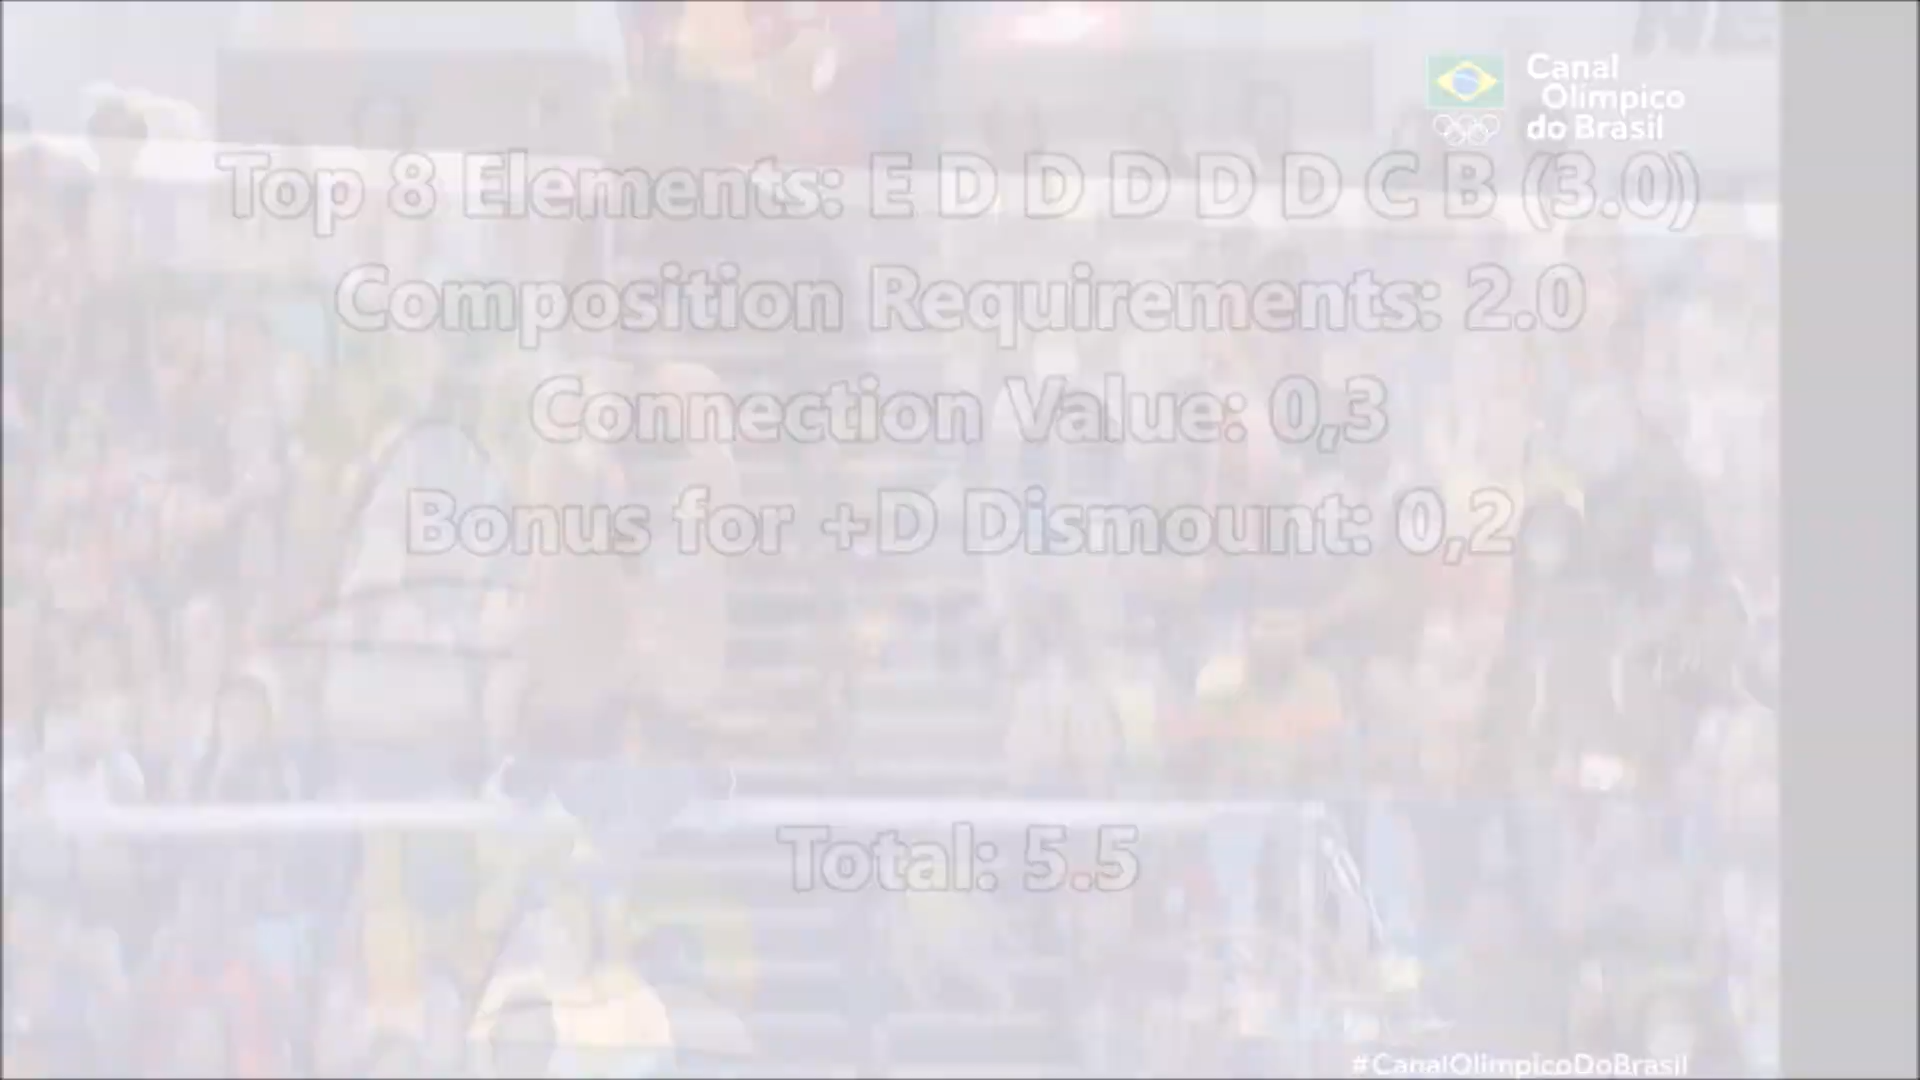 Canal
Olímpico
do Brasil
Top 8 Elements: E D D D D D C B (3.0)
Composition Requirements: 2.0
Connection Value: 0,3
Bonus for +D Dismount: 0,2
Total: 5.5
#CanalOlimpicoDoBrasil